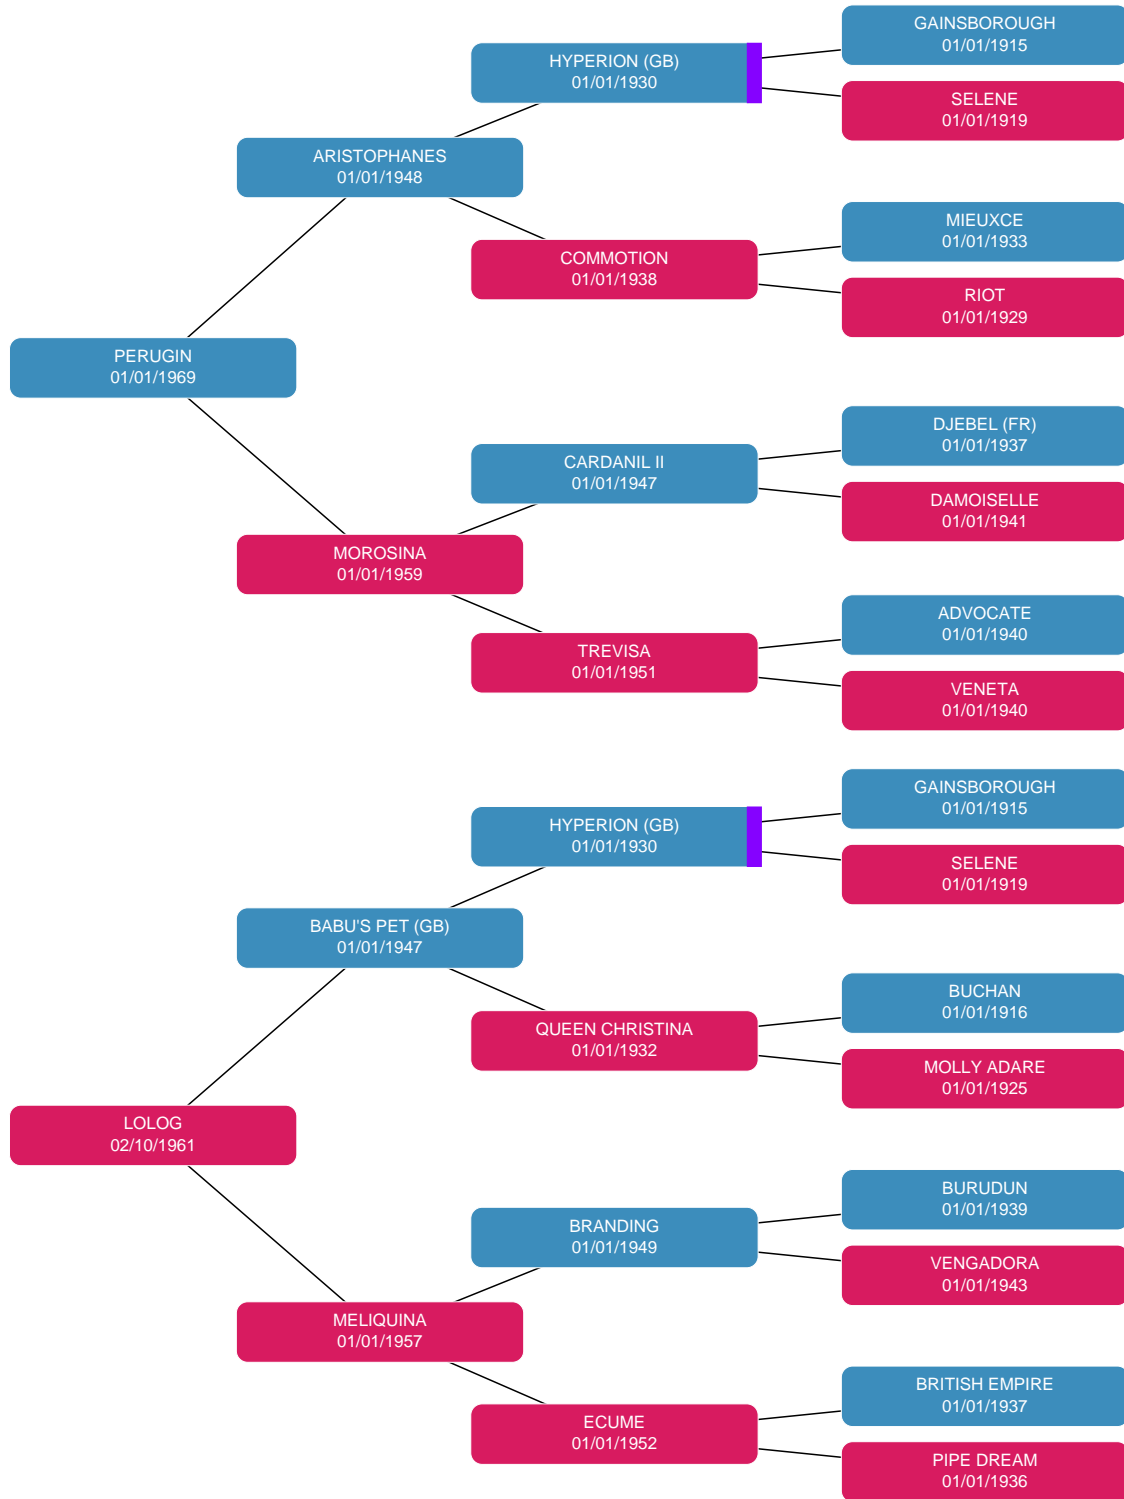 GAINSBOROUGH
01/01/1915
HYPERION (GB)
01/01/1930
SELENE
01/01/1919
ARISTOPHANES
01/01/1948
MIEUXCE
01/01/1933
COMMOTION
01/01/1938
RIOT
01/01/1929
PERUGIN
01/01/1969
DJEBEL (FR)
01/01/1937
CARDANIL II
01/01/1947
DAMOISELLE
01/01/1941
MOROSINA
01/01/1959
ADVOCATE
01/01/1940
TREVISA
01/01/1951
VENETA
01/01/1940
GAINSBOROUGH
01/01/1915
HYPERION (GB)
01/01/1930
SELENE
01/01/1919
BABU'S PET (GB)
01/01/1947
BUCHAN
01/01/1916
QUEEN CHRISTINA
01/01/1932
MOLLY ADARE
01/01/1925
LOLOG
02/10/1961
BURUDUN
01/01/1939
BRANDING
01/01/1949
VENGADORA
01/01/1943
MELIQUINA
01/01/1957
BRITISH EMPIRE
01/01/1937
ECUME
01/01/1952
PIPE DREAM
01/01/1936